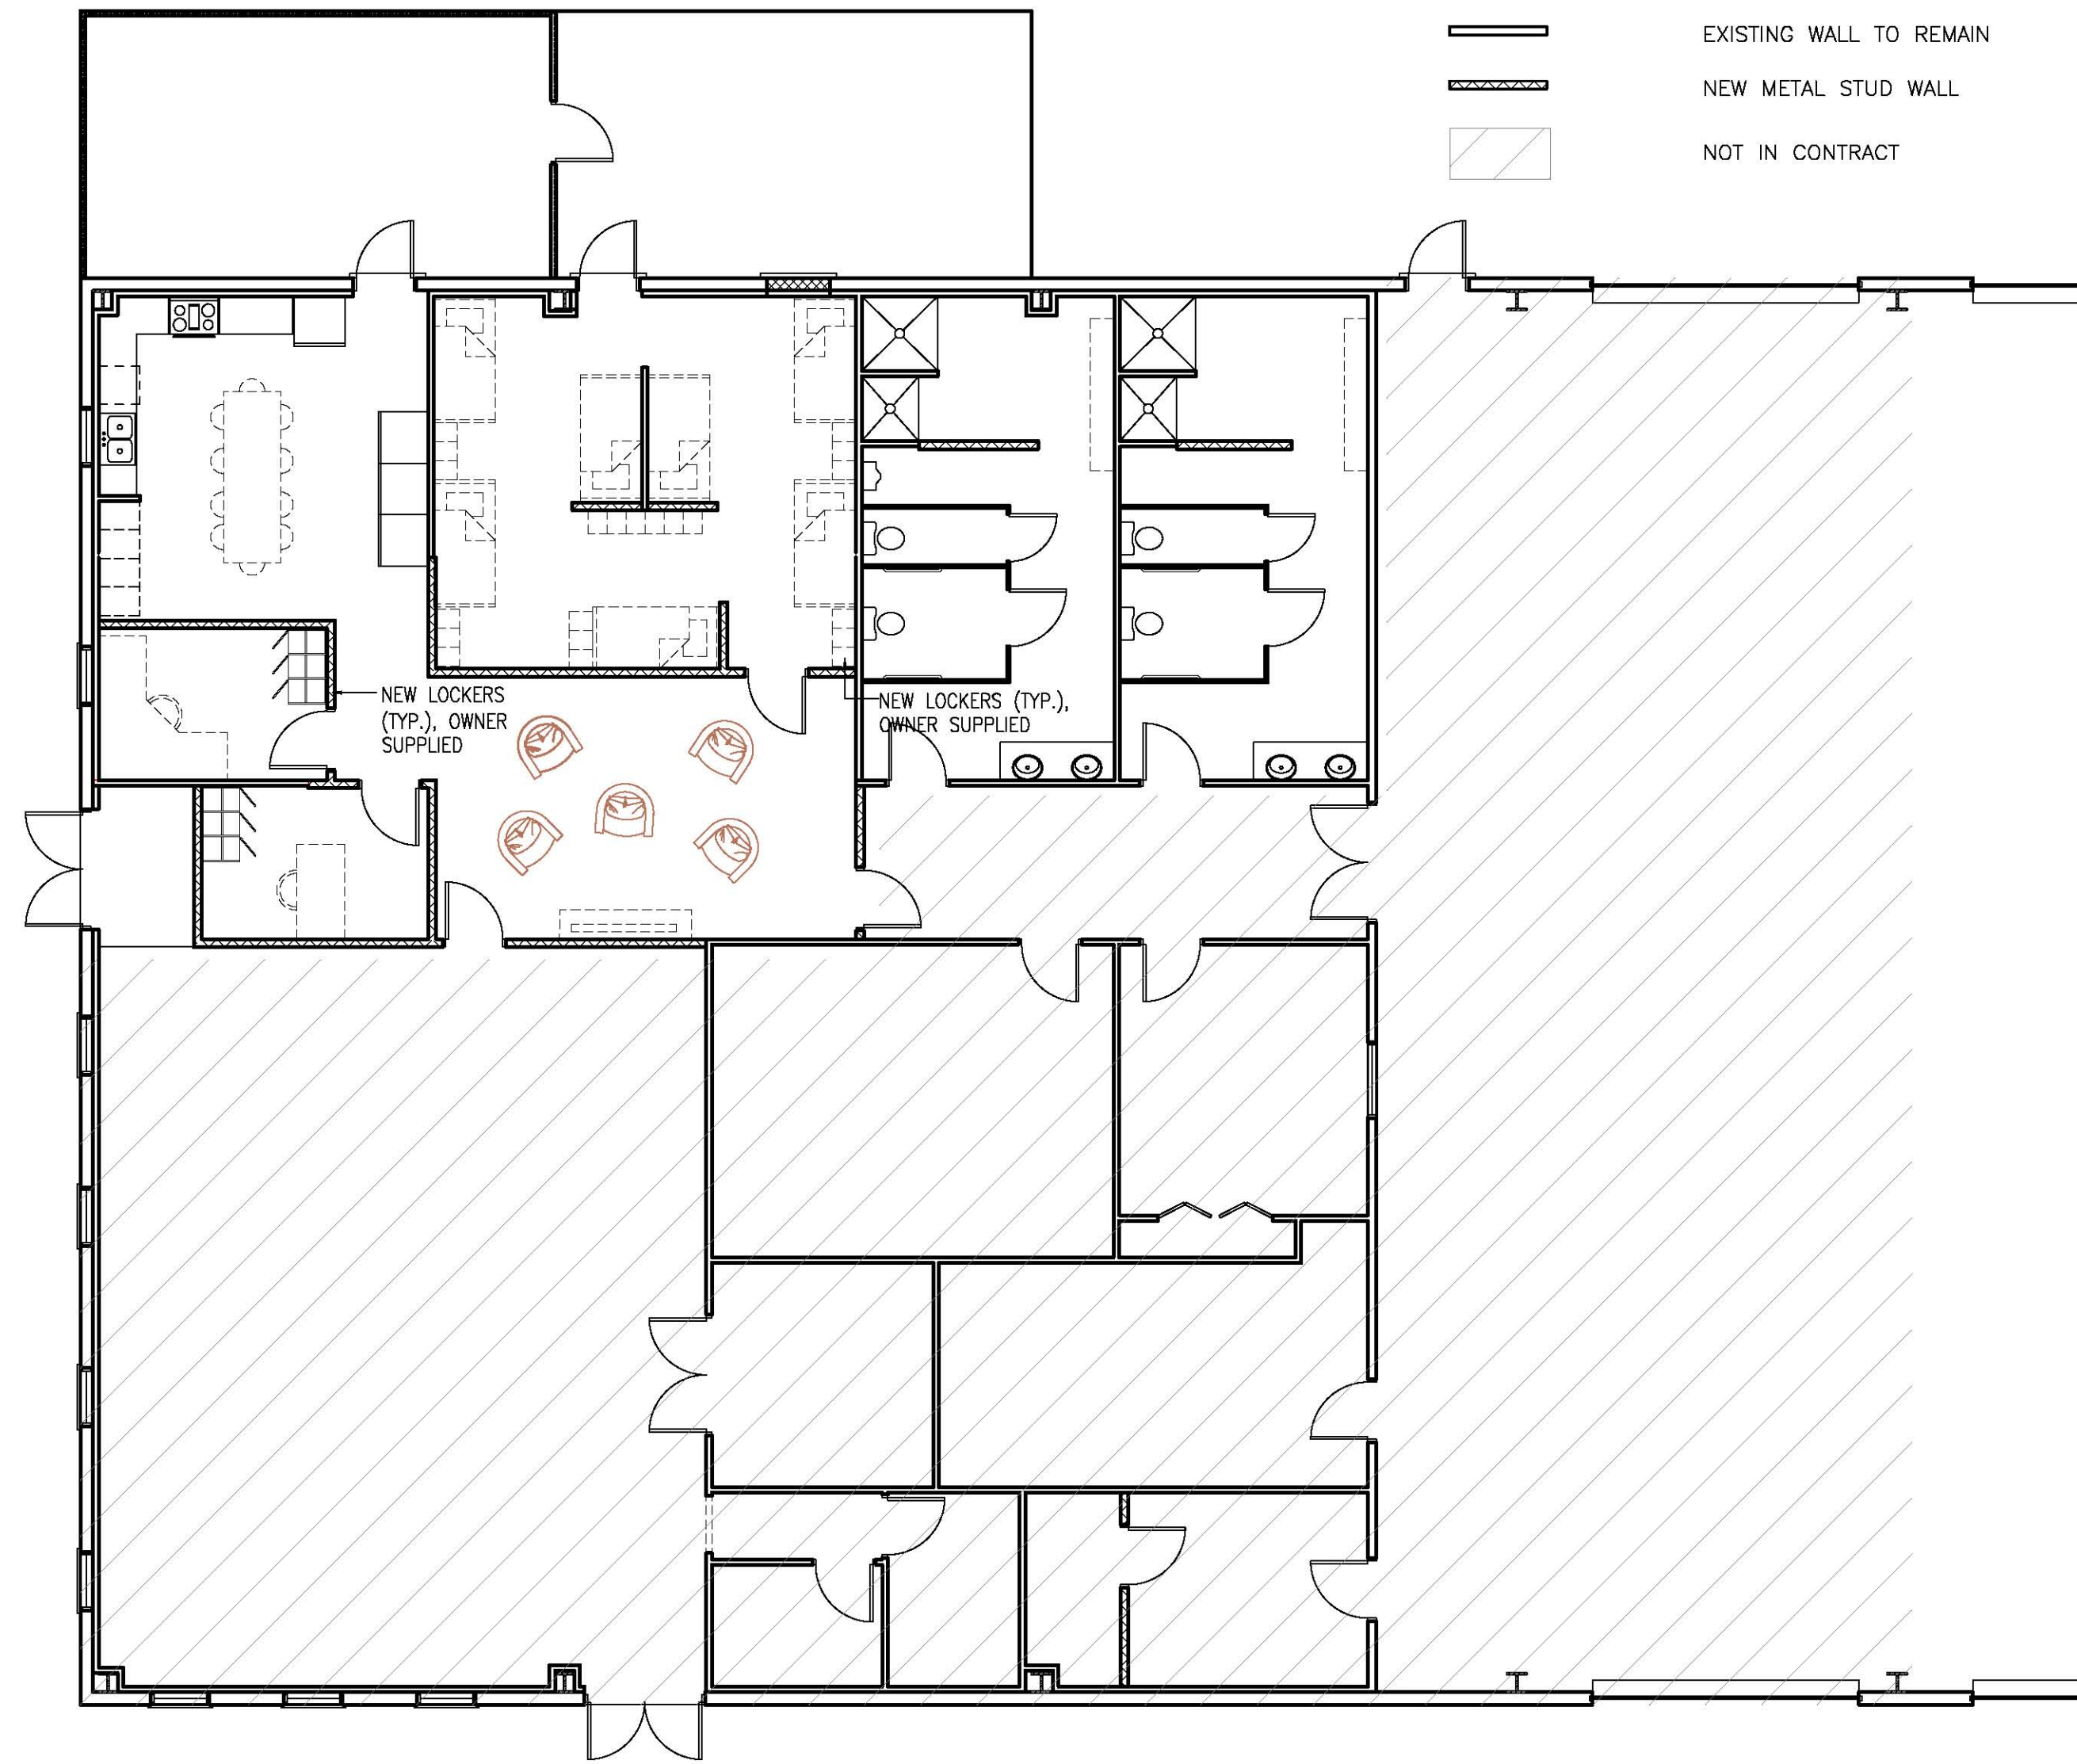 EXISTING WALL TO REMAIN
NEW METAL STUD WALL
NOT IN CONTRACT
NEW LOCKERS
(TYP.), OWNER
SUPPLIED
NEW LOCKERS (TYP.),
OWNER SUPPLIED